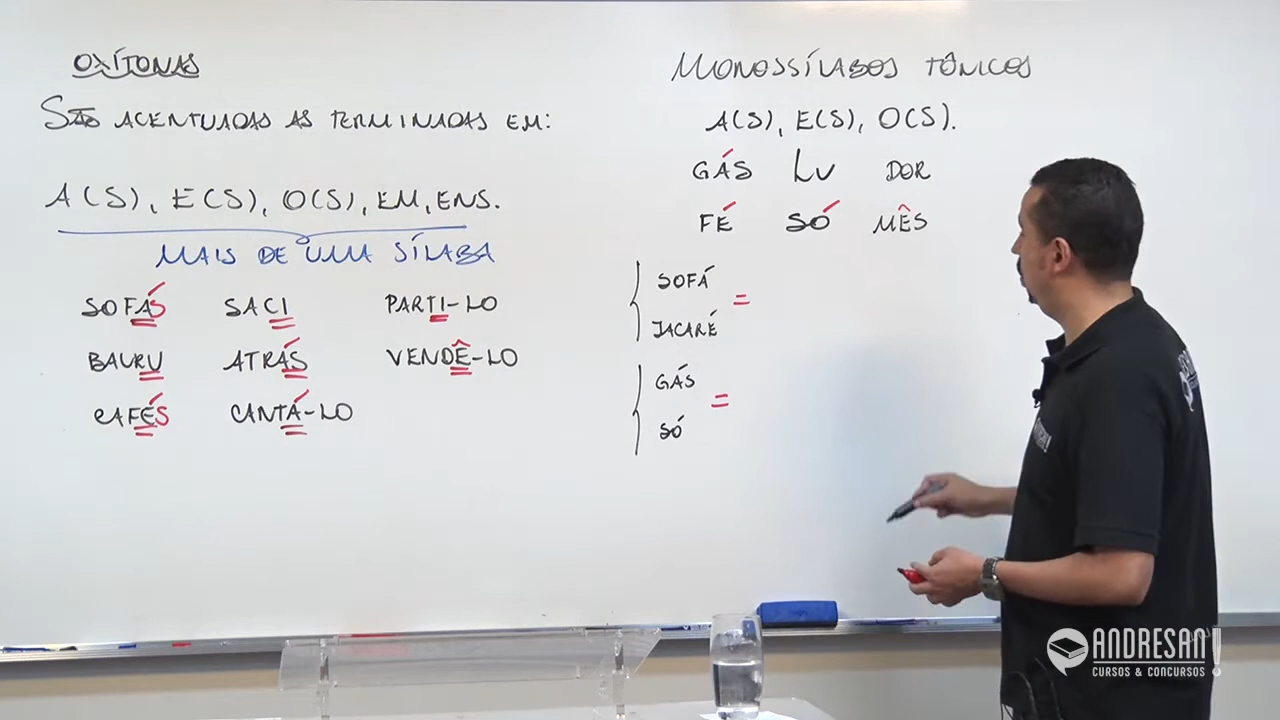 OXÍTONAS
SÃO ACENTUADAS AS TERMINADAS EM:
A(S), E(S), O(S), EM, ENS.
MAIS DE UMA SÍLABA
SOFÁS SACI PARTI-LO
BAURU ATRÁS VENDÊ-LO
CAFÉS CANTÁ-LO
MONOSSÍLABOS TÔNICOS
A(S), E(S), O(S).
GÁS LU DOR
FÉ SÓ MÊS
SOFÁ =
JACARÉ
GÁS =
SÓ
ANDRESAN!
CURSOS & CONCURSOS